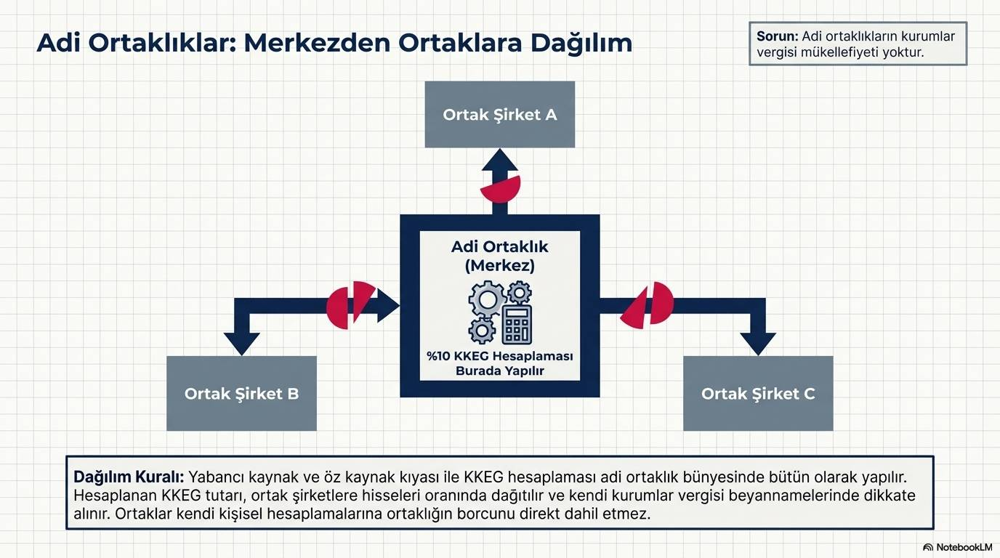 Adi Ortaklıklar: Merkezden Ortaklara Dağılım
Sorun: Adi ortaklıkların kurumlar
vergisi mükellefiyeti yoktur.
Ortak Şirket A
Adi Ortaklık
(Merkez)
%10 KKEG Hesaplaması
Burada Yapılır
Ortak Şirket B
Ortak Şirket C
Dağılım Kuralı: Yabancı kaynak ve öz kaynak kıyası ile KKEG hesaplaması adi ortaklık bünyesinde bütün olarak yapılır.
Hesaplanan KKEG tutarı, ortak şirketlere hisseleri oranında dağıtılır ve kendi kurumlar vergisi beyannamelerinde dikkate
alınır. Ortaklar kendi kişisel hesaplamalarına ortaklığın borcunu direkt dahil etmez.
NotebookLM